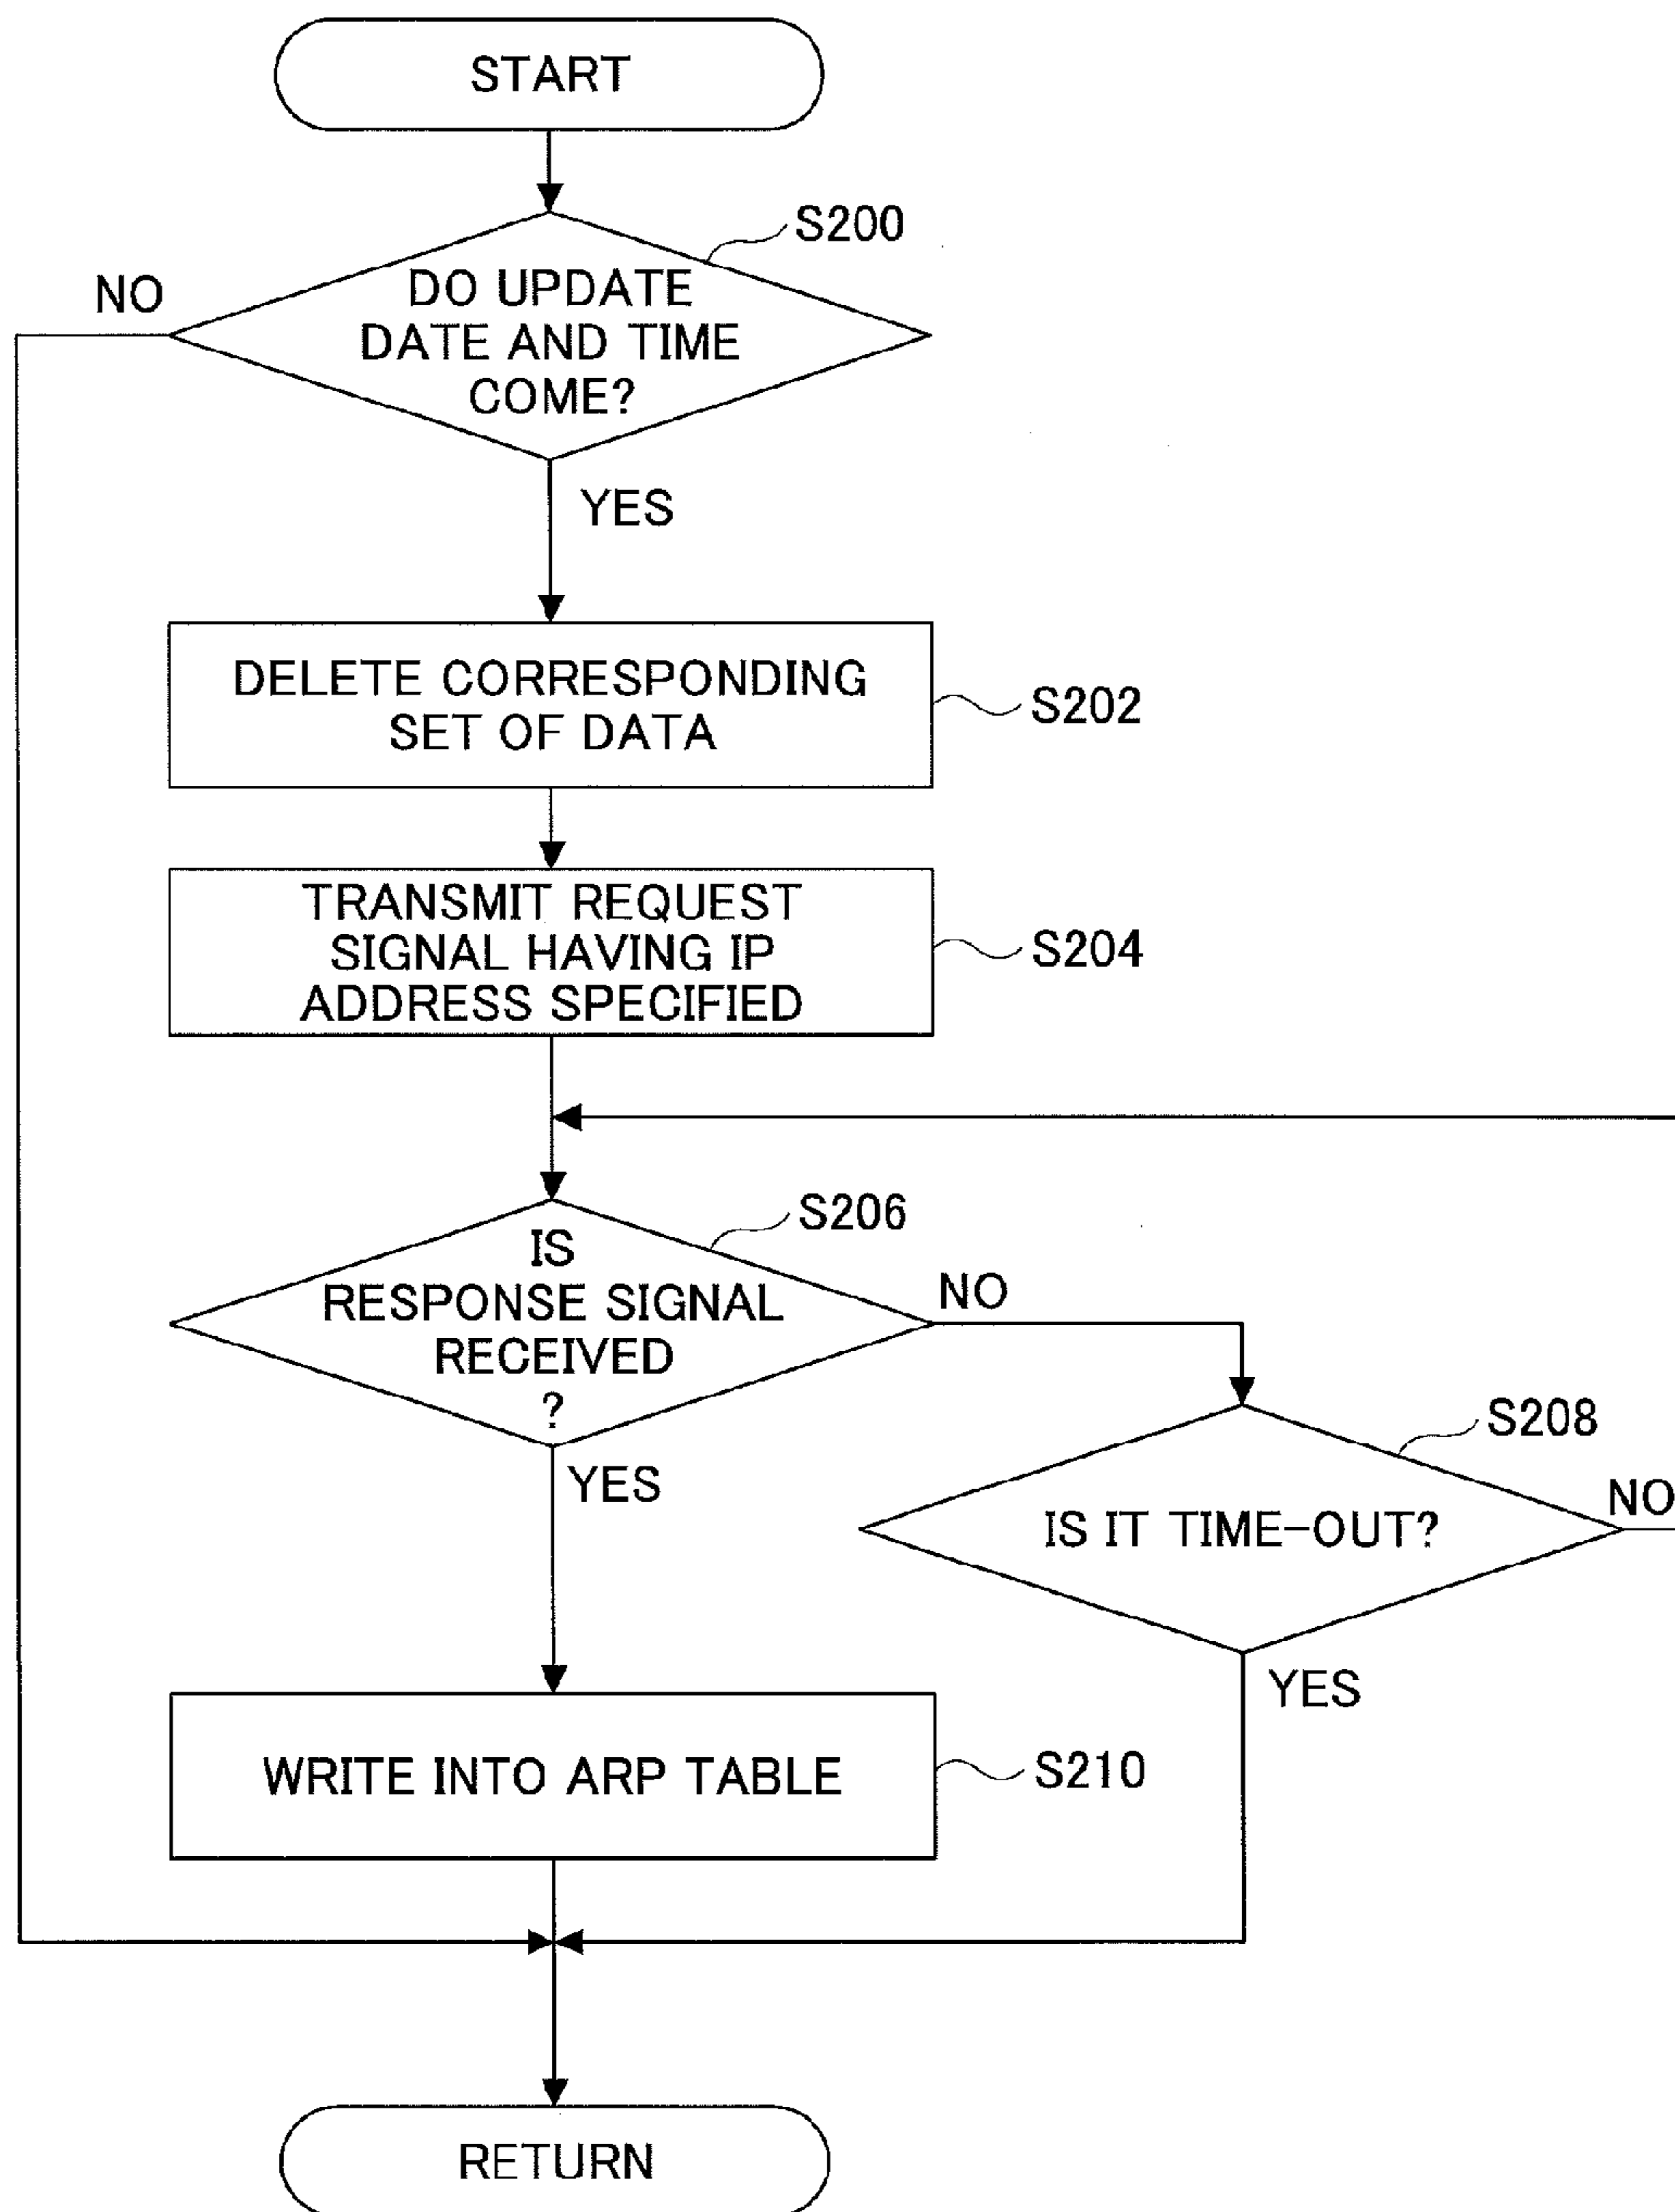 START
S200
NO
DO UPDATE
DATE AND TIME
COME?
YES
DELETE CORRESPONDING
SET OF DATA
S202
TRANSMIT REQUEST
SIGNAL HAVING IP
ADDRESS SPECIFIED
S204
S206
IS
RESPONSE SIGNAL
RECEIVED
?
NO
YES
S208
IS IT TIME-OUT?
NO
YES
WRITE INTO ARP TABLE
S210
RETURN